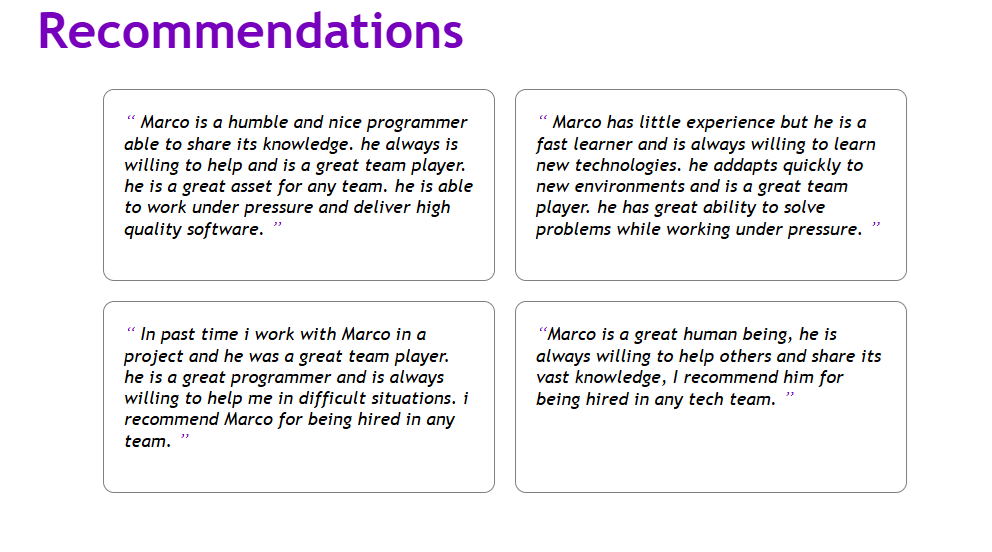 Recommendations
“ Marco is a humble and nice programmer
able to share its knowledge. he always is
willing to help and is a great team player.
he is a great asset for any team. he is able
to work under pressure and deliver high
quality software. ”
“ Marco has little experience but he is a
fast learner and is always willing to learn
new technologies. he addapts quickly to
new environments and is a great team
player. he has great ability to solve
problems while working under pressure. ”
“ In past time i work with Marco in a
project and he was a great team player.
he is a great programmer and is always
willing to help me in difficult situations. i
recommend Marco for being hired in any
team. ”
“Marco is a great human being, he is
always willing to help others and share its
vast knowledge, I recommend him for
being hired in any tech team. ”